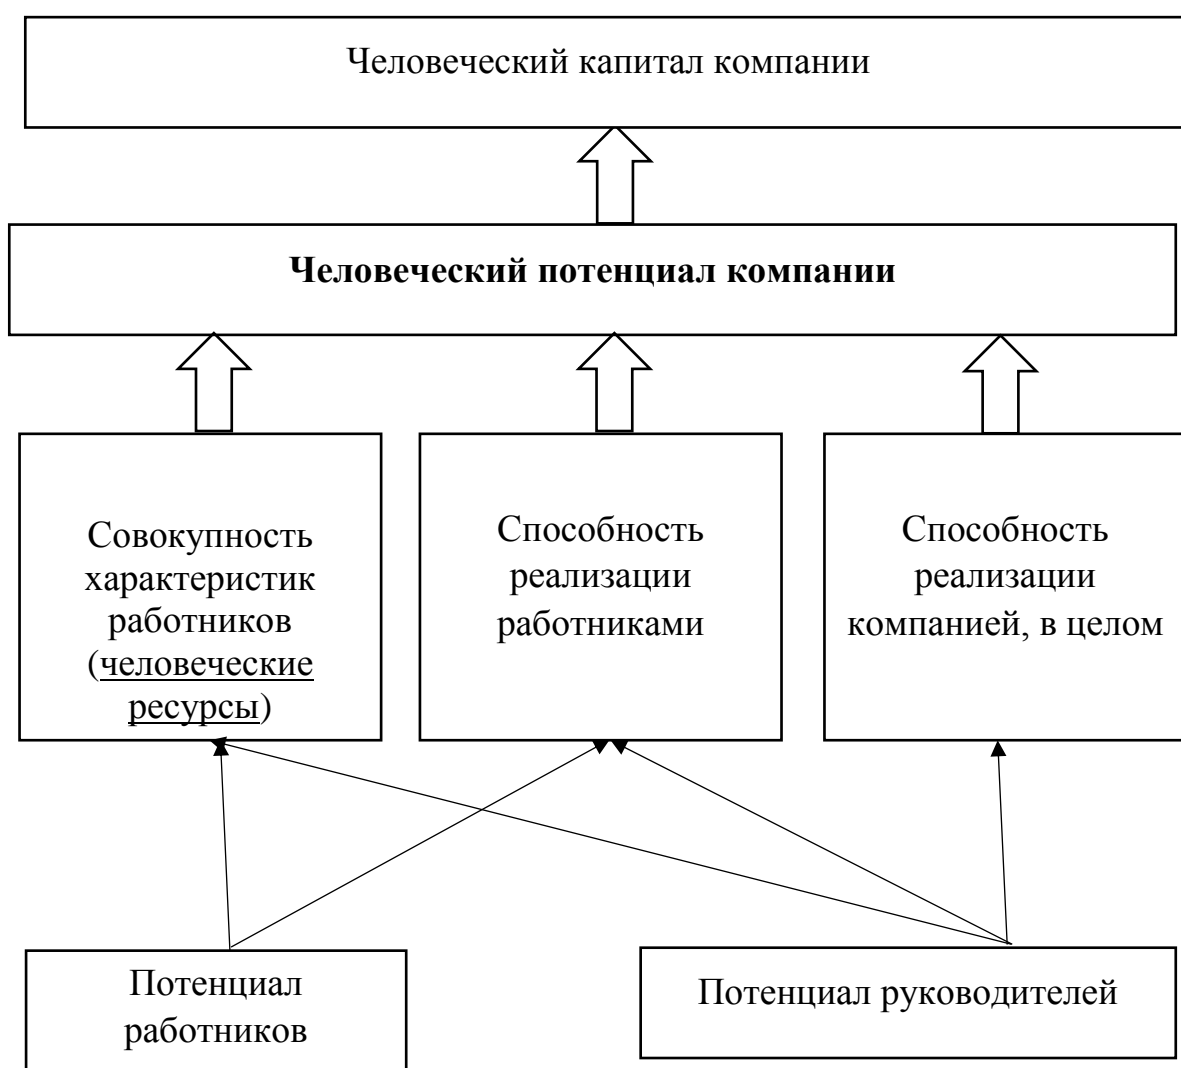 Человеческий капитал компании
Человеческий потенциал компании
Совокупность
характеристик
работников
(человеческие
ресурсы)
Способность
реализации
работниками
Способность
реализации
компанией, в целом
Потенциал
работников
Потенциал руководителей